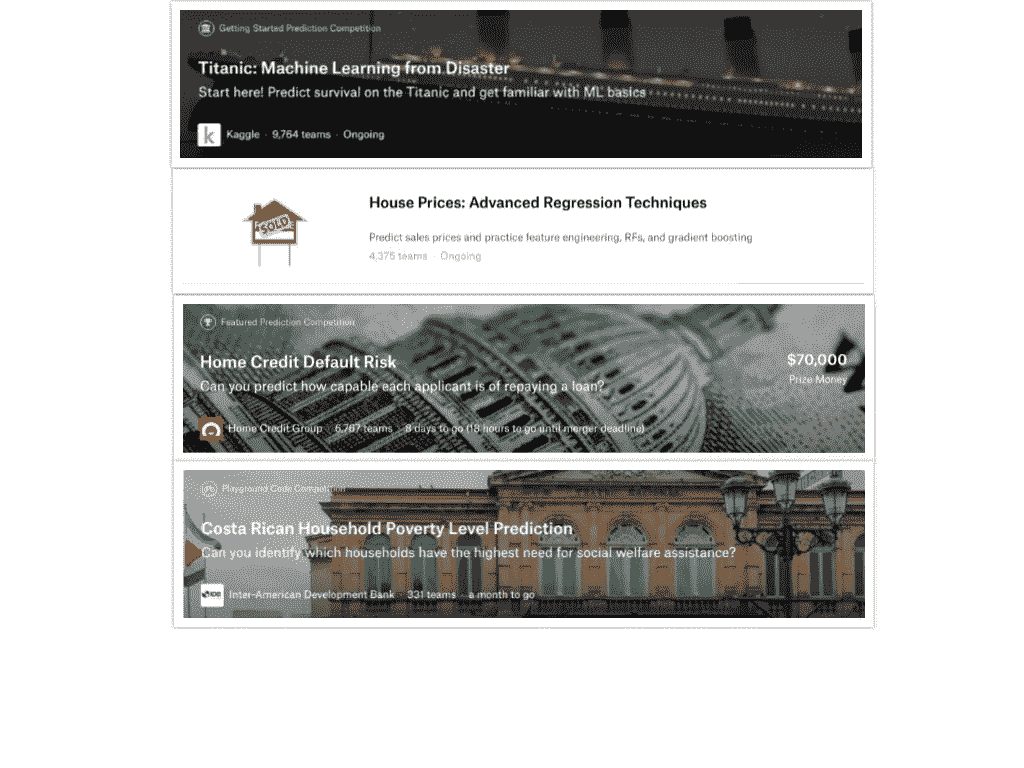 Getting Started Prediction Competition
Titanic: Machine Learning from Disaster
Start here! Predict survival on the Titanic and get familiar with ML basics
k
Kaggle · 9,764 teams · Ongoing
SOLD
House Prices: Advanced Regression Techniques
Predict sales prices and practice feature engineering, RFs, and gradient boosting
4,375 teams · Ongoing
Featured Prediction Competition
Home Credit Default Risk
Can you predict how capable each applicant is of repaying a loan?
$70,000
Prize Money
Home Credit Group · 6,767 teams · 8 days to go (18 hours to go until merger deadline)
Playground Code Competition
Costa Rican Household Poverty Level Prediction
Can you identify which households have the highest need for social welfare assistance?
IDB
Inter-American Development Bank · 331 teams · a month to go